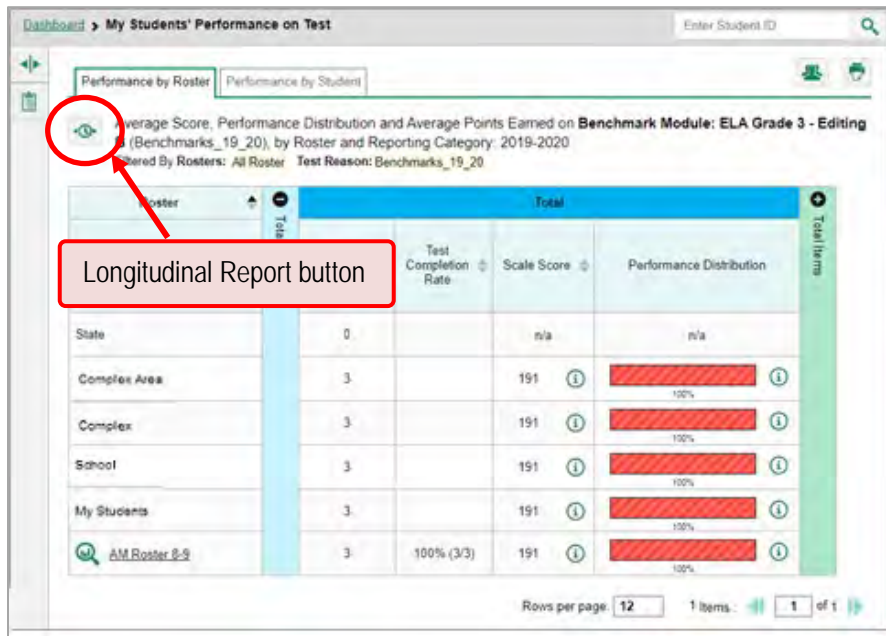 Dashboard > My Students' Performance on Test
Enter Student ID
Performance by Roster
Performance by Student
Average Score, Performance Distribution and Average Points Earned on Benchmark Module: ELA Grade 3 - Editing
B (Benchmarks_19_20), by Roster and Reporting Category: 2019-2020
Filtered By Rosters: All Roster Test Reason: Benchmarks_19_20
Roster
Total
Total Items
Test
Completion
Rate
Scale Score
Performance Distribution
Longitudinal Report button
State 0 n/a n/a
Complex Area 3 191
100%
Complex 3 191
100%
School 3 191
100%
My Students 3 191
100%
AM Roster 8-9 3 100% (3/3) 191
100%
Rows per page: 12 1 Items: 1 of 1